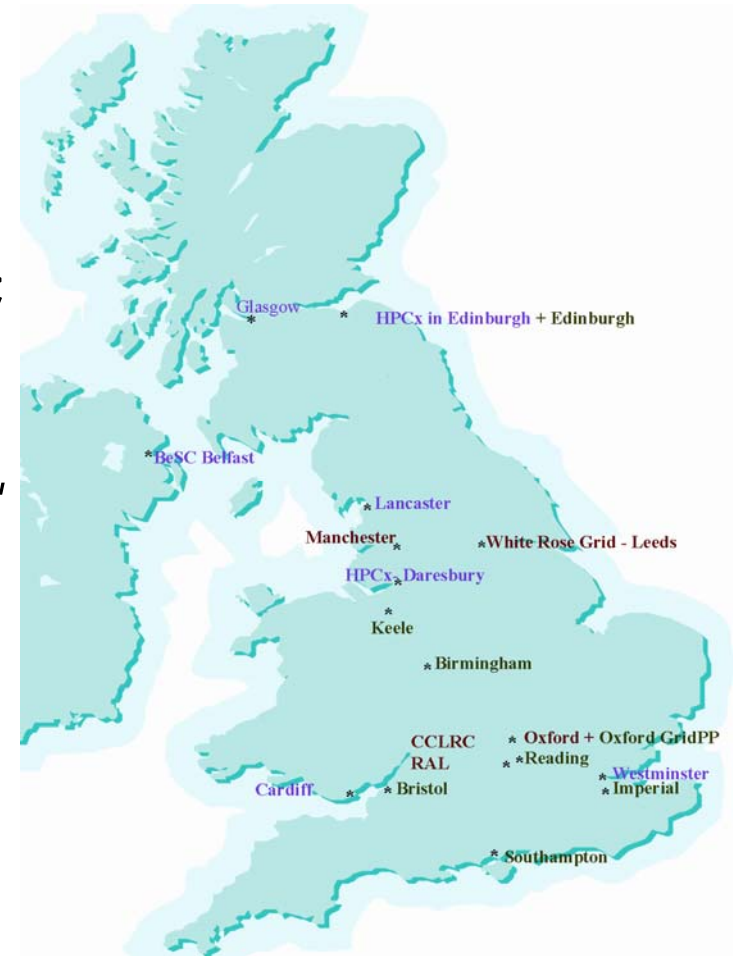 Glasgow
HPCx in Edinburgh + Edinburgh
BeSC Belfast
Lancaster
Manchester
White Rose Grid - Leeds
HPCx- Daresbury
Keele
Birmingham
CCLRC
RAL
Oxford + Oxford GridPP
Reading
Westminster
Cardiff
Bristol
Imperial
Southampton